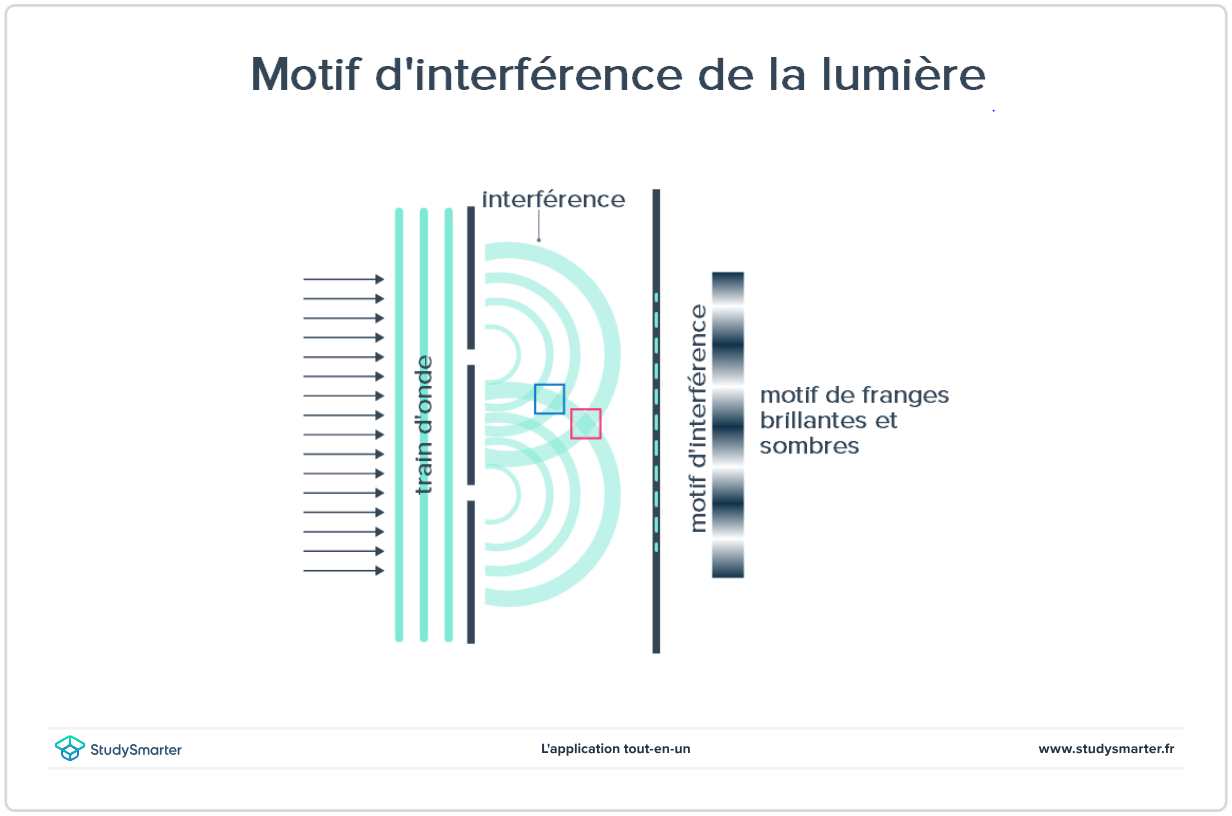 Motif d'interférence de la lumière
interférence
train d'onde
motif d'interférence
motif de franges
brillantes et
sombres
StudySmarter
L'application tout-en-un
www.studysmarter.fr